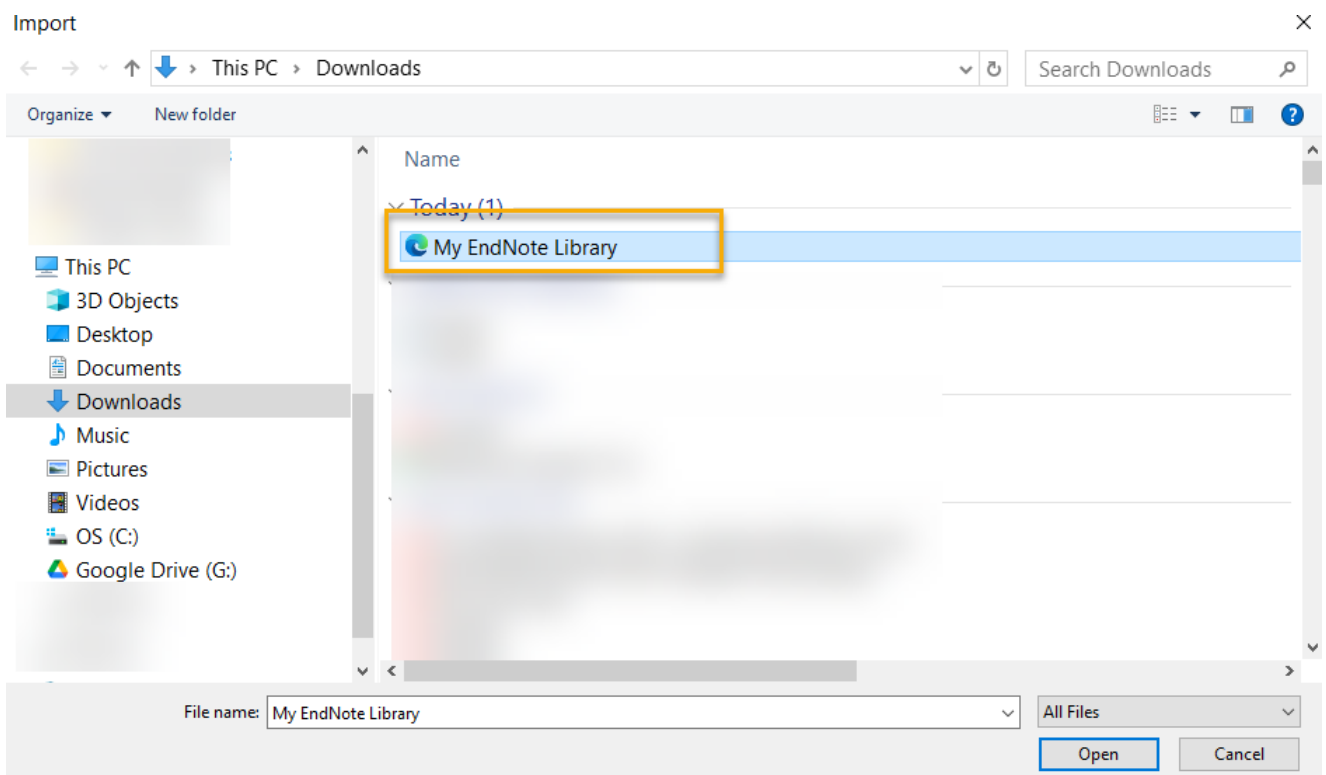 Import
This PC › Downloads
Search Downloads
Organize
New folder
Name
Today (1)
My EndNote Library
This PC
3D Objects
Desktop
Documents
Downloads
Music
Pictures
Videos
OS (C:)
Google Drive (G:)
File name: My EndNote Library
All Files
Open
Cancel